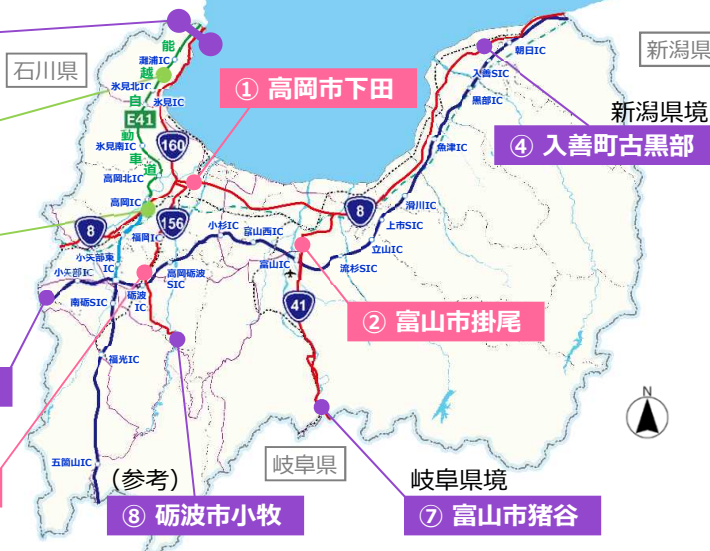 石川県
新潟県
能越自動車道
灘浦IC
氷見北IC
氷見IC
E41
氷見南IC
高岡北IC
高岡IC
160
① 高岡市下田
朝日IC
入善SIC
黒部IC
新潟県境
④ 入善町古黒部
魚津IC
滑川IC
上市SIC
立山IC
流杉SIC
8
156
8
福岡IC
小杉IC
富山西IC
富山IC
小矢部東IC
小矢部IC
高岡砺波SIC
砺波IC
南砺SIC
41
② 富山市掛尾
福光IC
五箇山IC
N
岐阜県
(参考)
⑧ 砺波市小牧
岐阜県境
⑦ 富山市猪谷